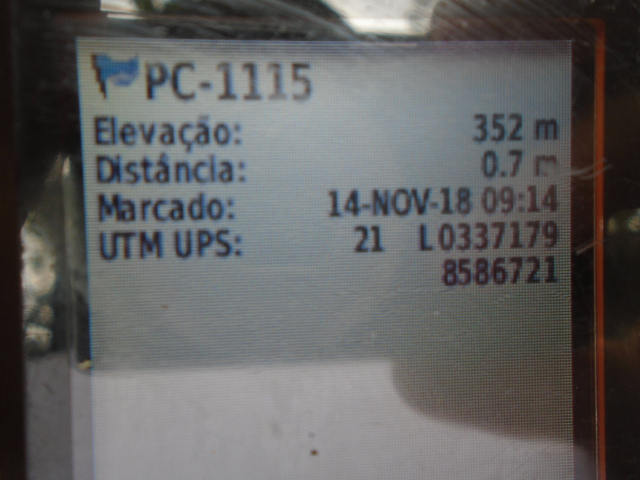 PC-1115
Elevação: 352 m
Distância: 0.7 m
Marcado: 14-NOV-18 09:14
UTM UPS: 21 L 0337179
8586721